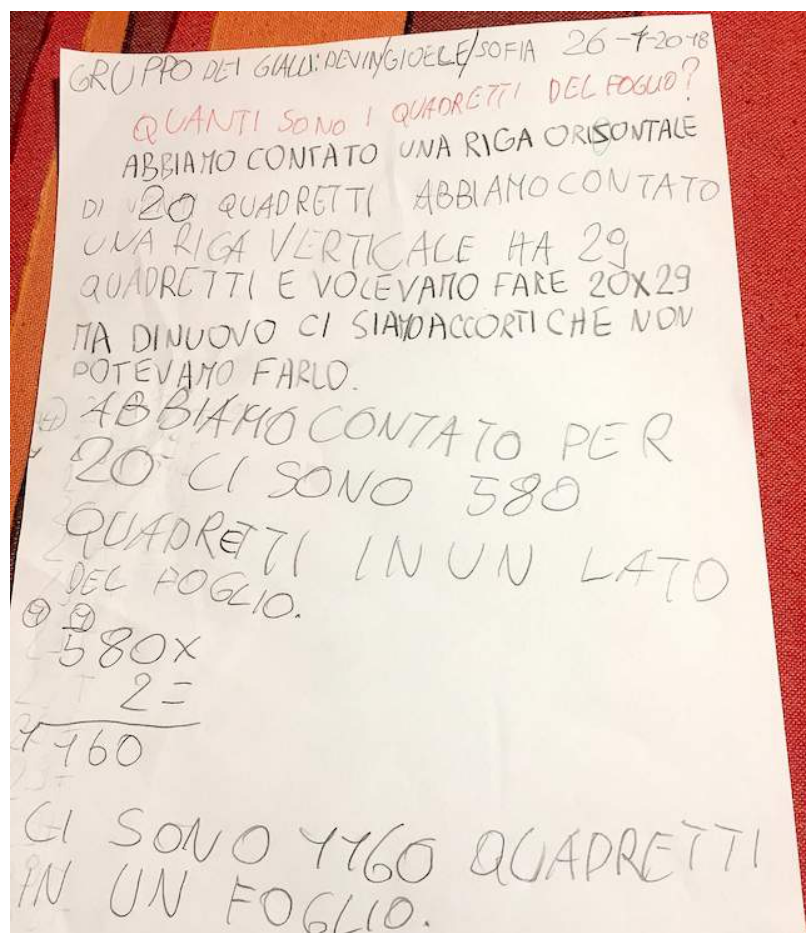 GRUPPO DEI GIALLI: DEVIN/GIOELE/SOFIA 26-1-2018
QUANTI SONO I QUADRETTI DEL FOGLIO?
ABBIAMO CONTATO UNA RIGA ORISONTALE
DI 20 QUADRETTI ABBIAMO CONTATO
UNA RIGA VERTICALE HA 29
QUADRETTI E VOLEVAMO FARE 20X29
MA DINUOVO CI SIAMO ACCORTI CHE NON
POTEVAMO FARLO.
ABBIAMO CONTATO PER
20 CI SONO 580
QUADRETTI IN UN LATO
DEL FOGLIO.
1 1
580X
2=
1160
CI SONO 1160 QUADRETTI
IN UN FOGLIO.